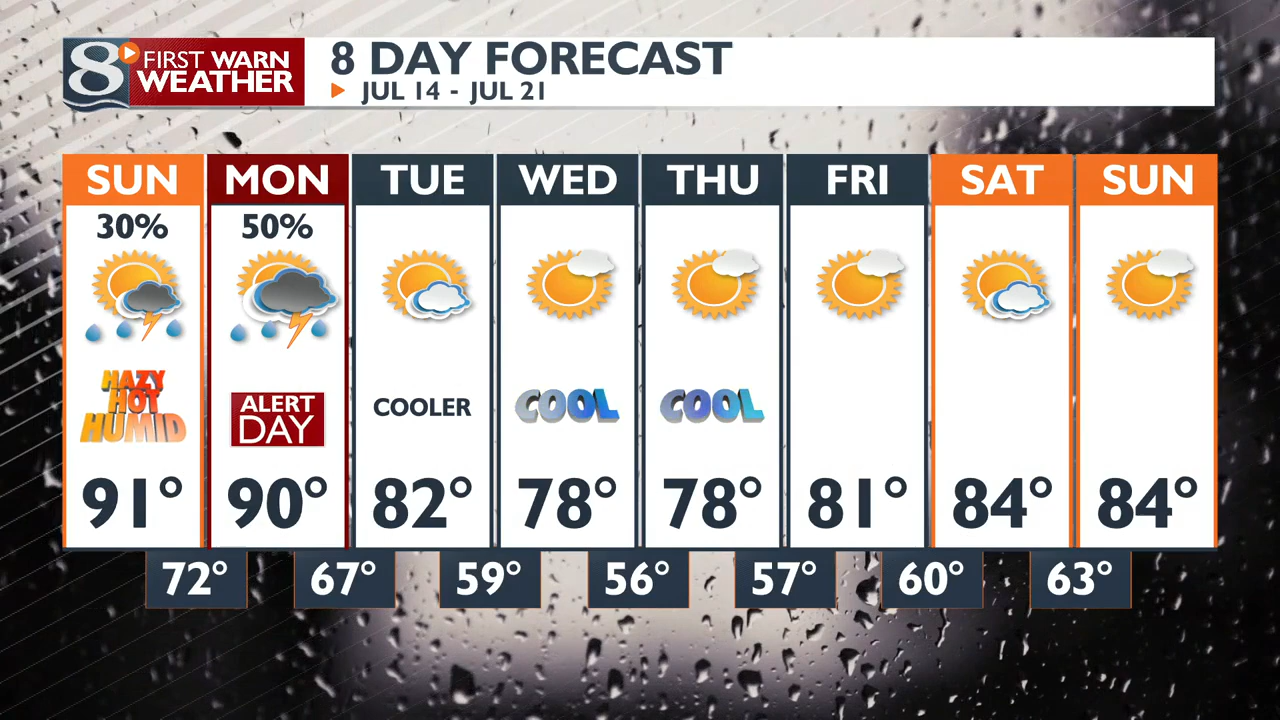 8 FIRST WARN
WEATHER
8 DAY FORECAST
JUL 14 - JUL 21
SUN MON TUE WED THU FRI SAT SUN
30% 50%
HAZY
HOT
HUMID
ALERT
DAY
COOLER
COOL
COOL
91° 90° 82° 78° 78° 81° 84° 84°
72° 67° 59° 56° 57° 60° 63°